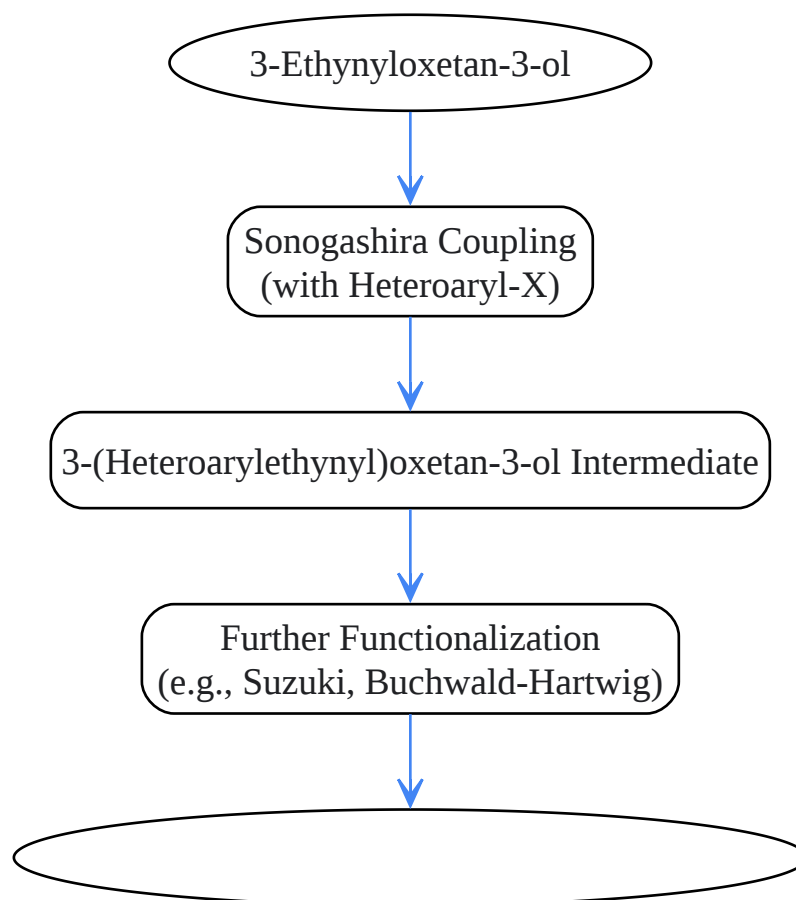 3-Ethynyloxetan-3-ol
Sonogashira Coupling
(with Heteroaryl-X)
3-(Heteroarylethynyl)oxetan-3-ol Intermediate
Further Functionalization
(e.g., Suzuki, Buchwald-Hartwig)